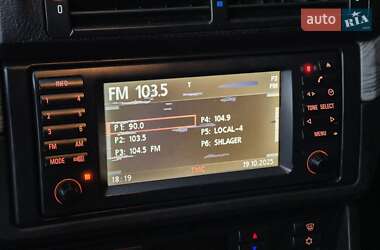 auto RIA
INFO
FM 103.5
T
TONE SELECT
MENU
FM AM
MODE
P1: 90.0
P2: 103.5
P3: 104.5 FM
P4: 104.9
P5: LOCAL-4
P6: SHLAGER
18:19
19.10.2025